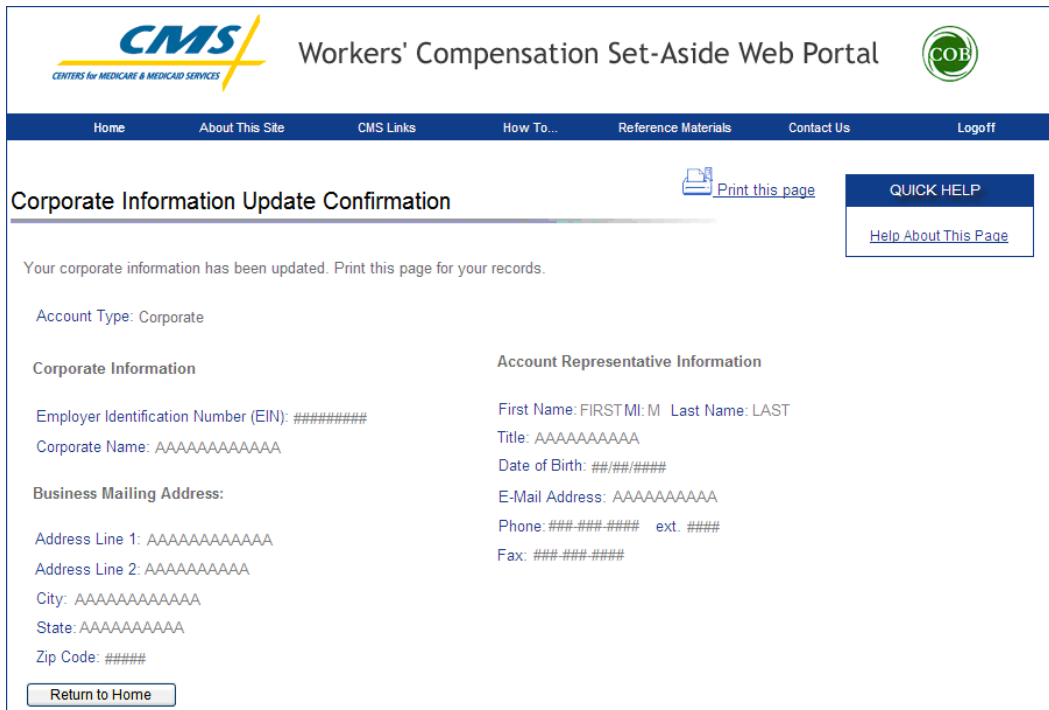 CMS
CENTERS for MEDICARE & MEDICAID SERVICES
Workers' Compensation Set-Aside Web Portal
COB
Home About This Site CMS Links How To... Reference Materials Contact Us Logoff
Print this page
QUICK HELP
Corporate Information Update Confirmation
Help About This Page
Your corporate information has been updated. Print this page for your records.
Account Type: Corporate
Corporate Information
Employer Identification Number (EIN): #########
Corporate Name: AAAAAAAAAAAA
Business Mailing Address:
Address Line 1: AAAAAAAAAAAA
Address Line 2: AAAAAAAAAA
City: AAAAAAAAAAAA
State: AAAAAAAAAA
Zip Code: #####
Account Representative Information
First Name: FIRST MI: M Last Name: LAST
Title: AAAAAAAAAA
Date of Birth: ##/##/####
E-Mail Address: AAAAAAAAAA
Phone: ###-###-#### ext. ####
Fax: ###-###-####
Return to Home